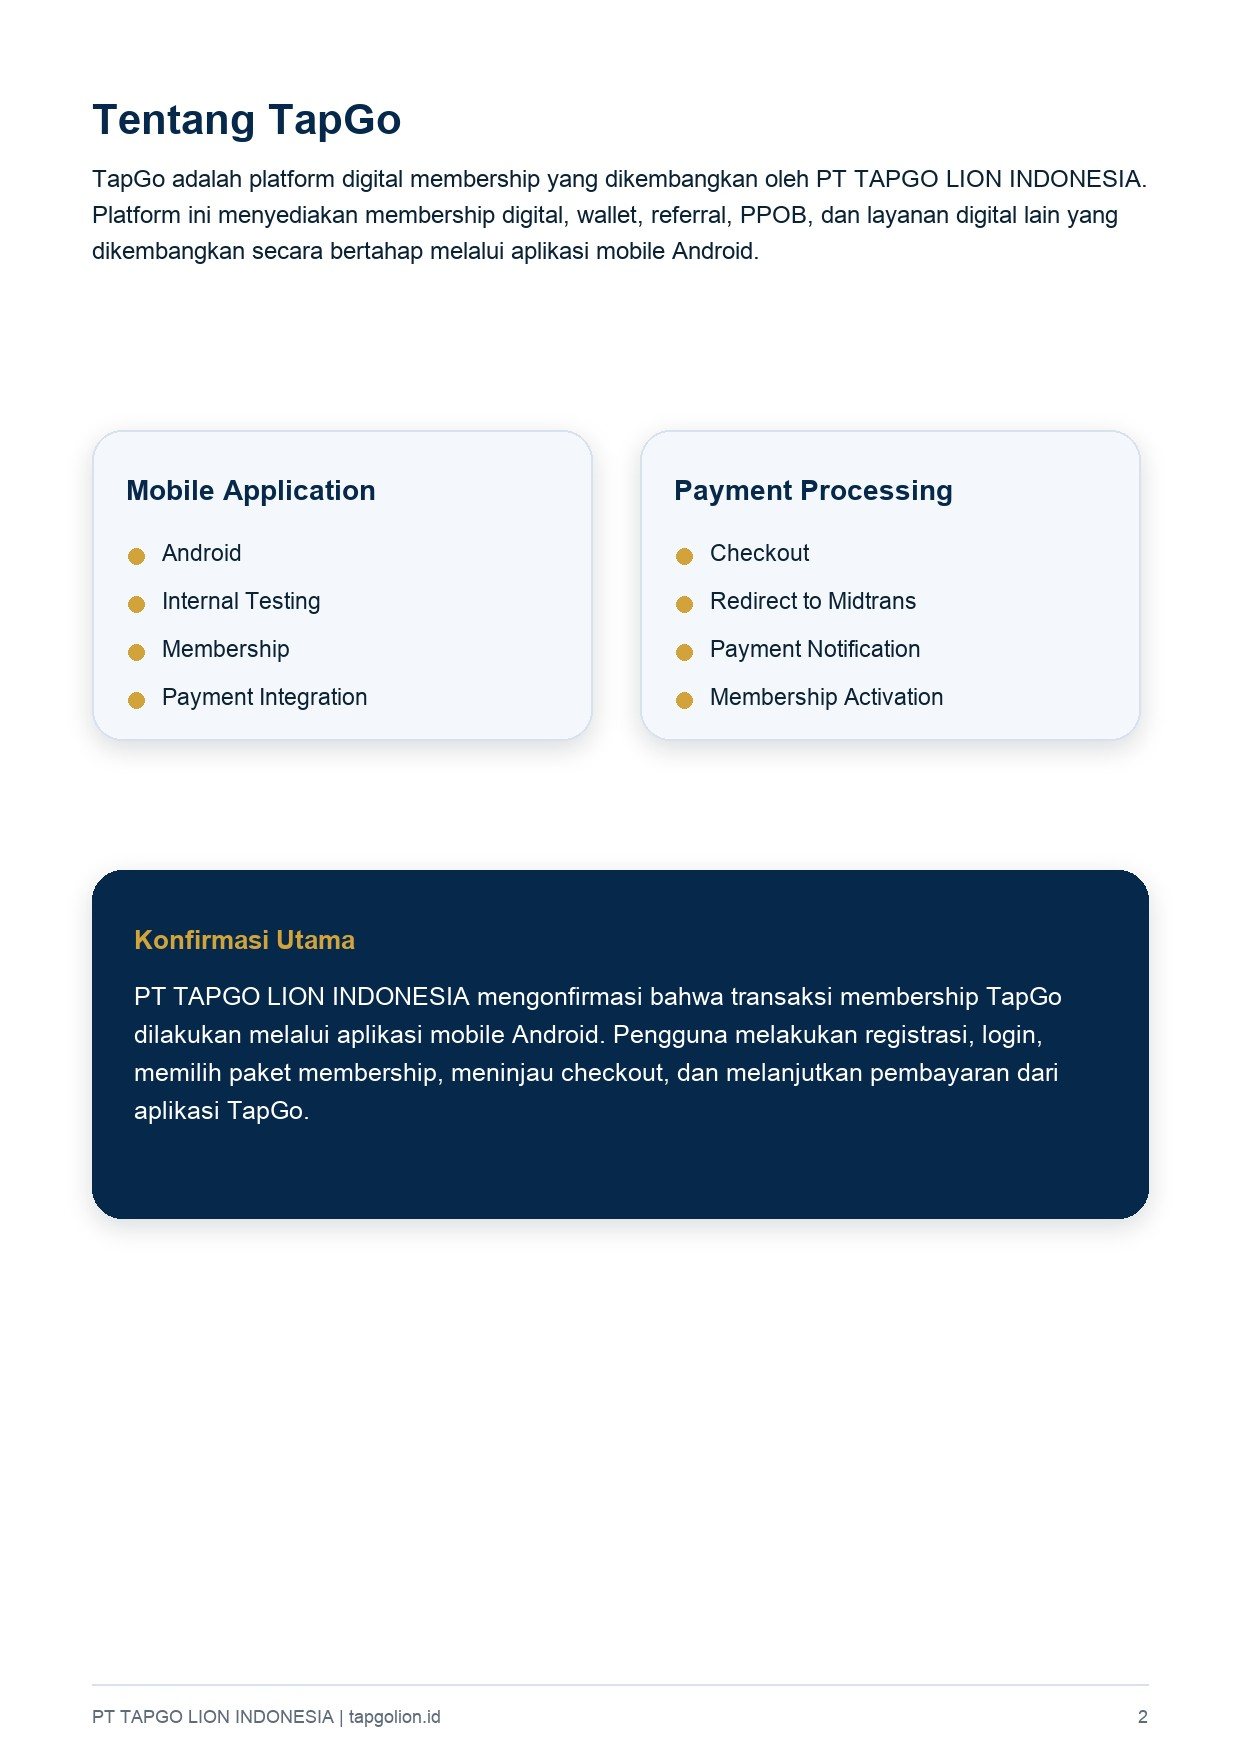 Tentang TapGo
TapGo adalah platform digital membership yang dikembangkan oleh PT TAPGO LION INDONESIA.
Platform ini menyediakan membership digital, wallet, referral, PPOB, dan layanan digital lain yang
dikembangkan secara bertahap melalui aplikasi mobile Android.
Mobile Application
Android
Internal Testing
Membership
Payment Integration
Payment Processing
Checkout
Redirect to Midtrans
Payment Notification
Membership Activation
Konfirmasi Utama
PT TAPGO LION INDONESIA mengonfirmasi bahwa transaksi membership TapGo
dilakukan melalui aplikasi mobile Android. Pengguna melakukan registrasi, login,
memilih paket membership, meninjau checkout, dan melanjutkan pembayaran dari
aplikasi TapGo.
PT TAPGO LION INDONESIA | tapgolion.id
2